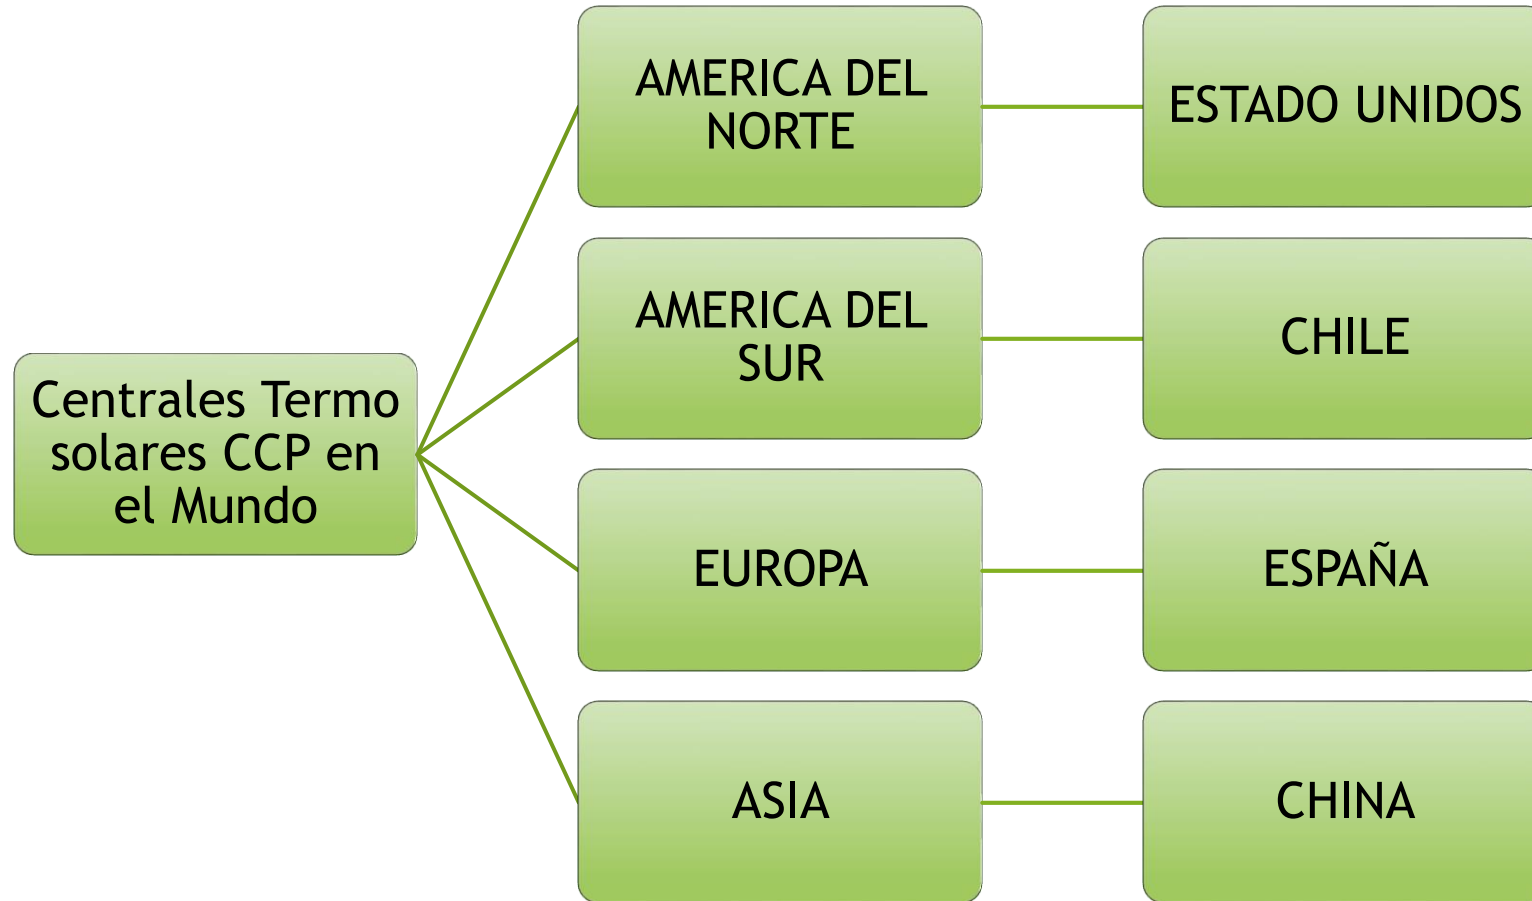 AMERICA DEL
NORTE
ESTADO UNIDOS
AMERICA DEL
SUR
CHILE
Centrales Termo
solares CCP en
el Mundo
EUROPA
ESPAÑA
ASIA
CHINA